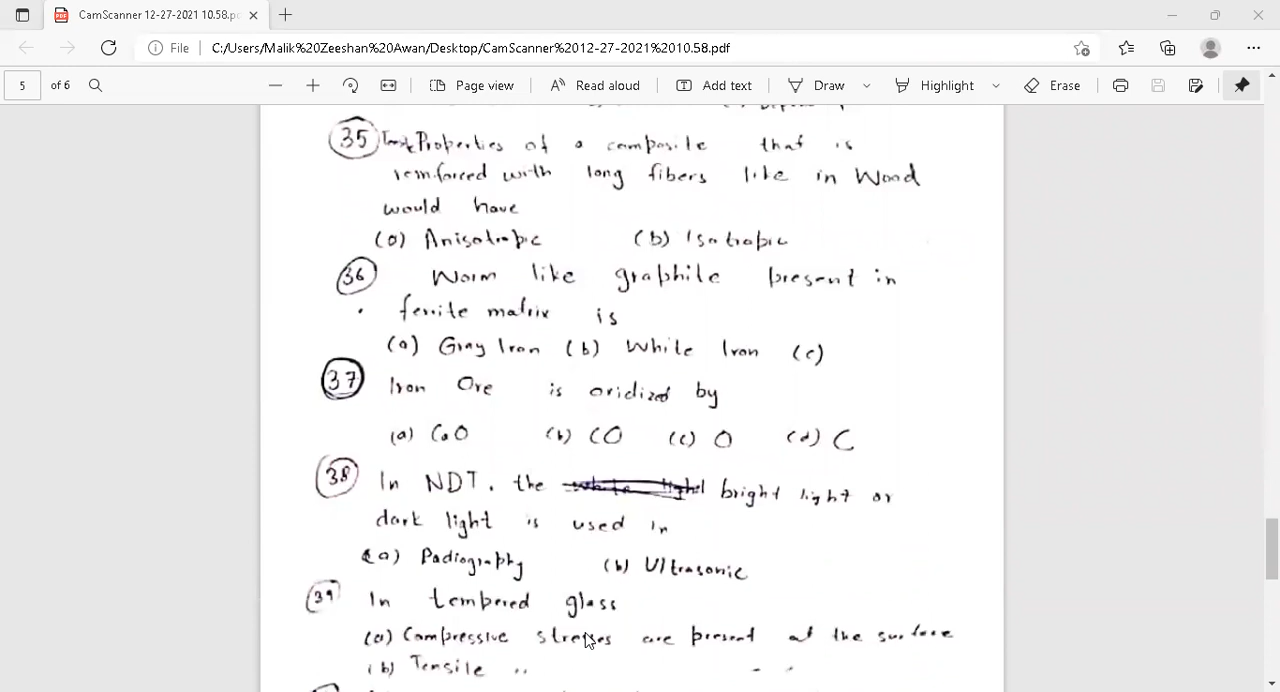 CamScanner 12-27-2021 10.58.p
File C:/Users/Malik%20Zeeshan%20Awan/Desktop/CamScanner%2012-27-2021%2010.58.pdf
5 of 6 Page view Read aloud Add text Draw Highlight Erase
35 Properties of a composite that is
reinforced with long fibers like in Wood
would have
(a) Anisotropic (b) Isotropic
36 Worm like graphite present in
ferrite matrix is
(a) Gray Iron (b) White Iron (c)
37 Iron Ore is oridized by
(a) CaO (b) CO (c) O (d) C
38 In NDT. the white light bright light or
dark light is used in
(a) Radiography (b) Ultrasonic
39 In tempered glass
(a) Compressive stresses are present at the surface
(b) Tensile ,,